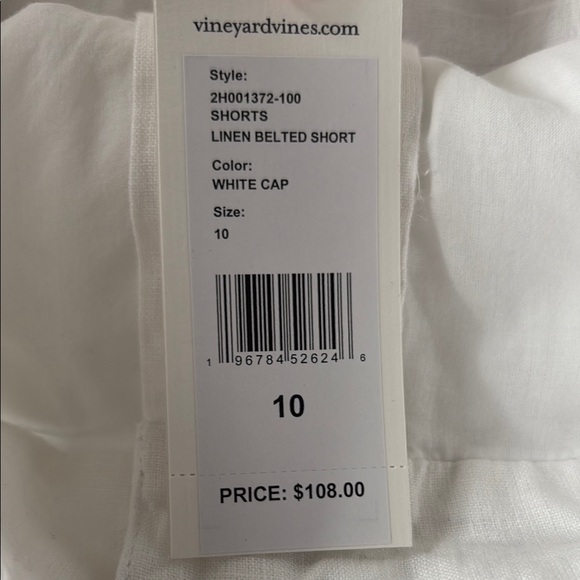 vineyardvines.com
Style:
2H001372-100
SHORTS
LINEN BELTED SHORT
Color:
WHITE CAP
Size:
10
1 96784 52624 6
10
PRICE: $108.00